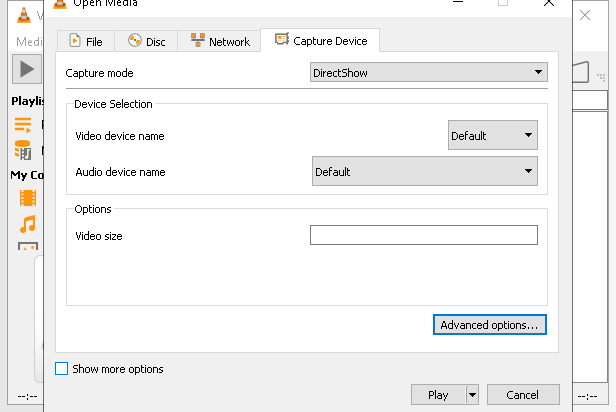 Open Media
Medi
File
Disc
Network
Capture Device
Capture mode
DirectShow
Playlis
Device Selection
Video device name
Default
Audio device name
Default
My Co
Options
Video size
Advanced options...
Show more options
--:--
Play
Cancel
--:--